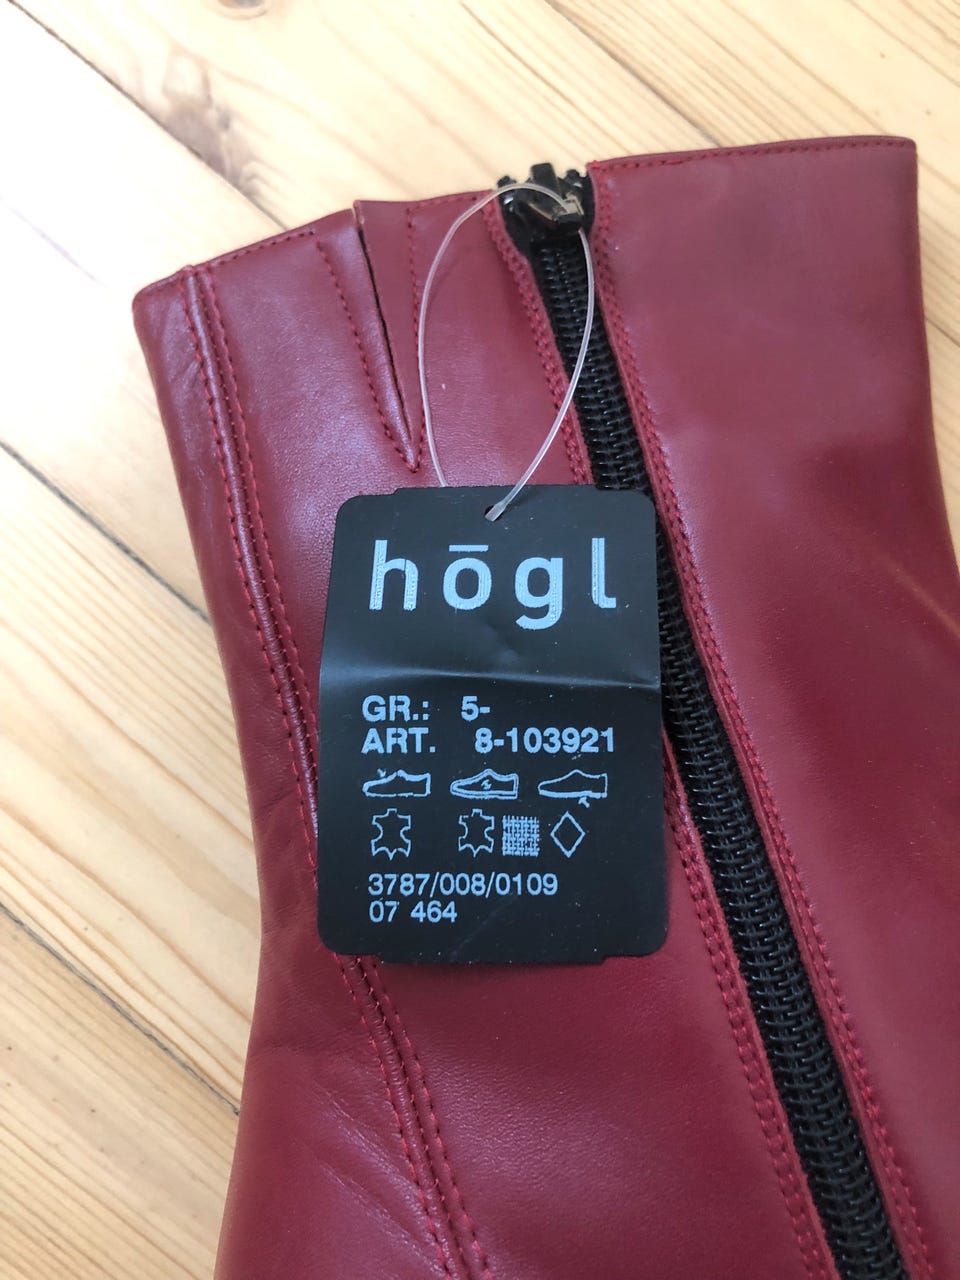 hōgl
GR.: 5-
ART. 8-103921
3787/008/0109
07 464